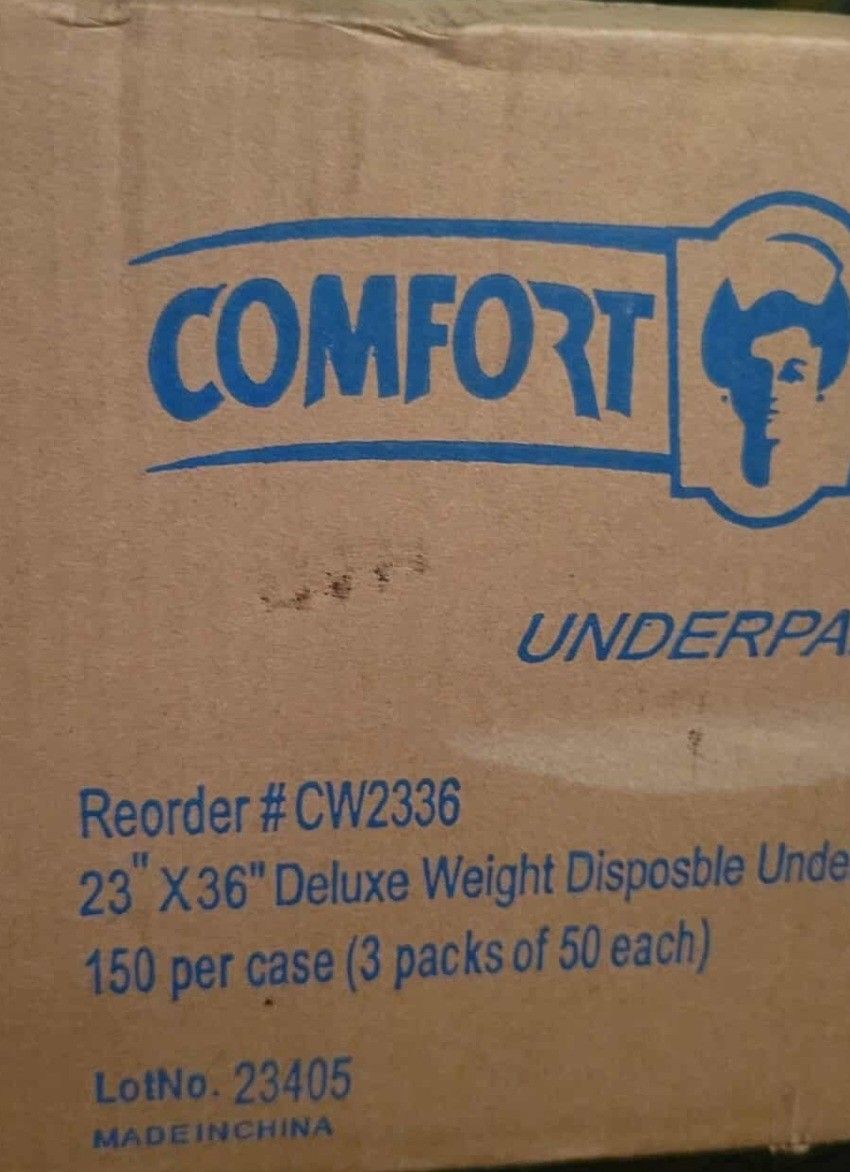 COMFORT
UNDERPA
Reorder # CW2336
23" X36" Deluxe Weight Disposble Unde
150 per case (3 packs of 50 each)
LotNo. 23405
MADEINCHINA